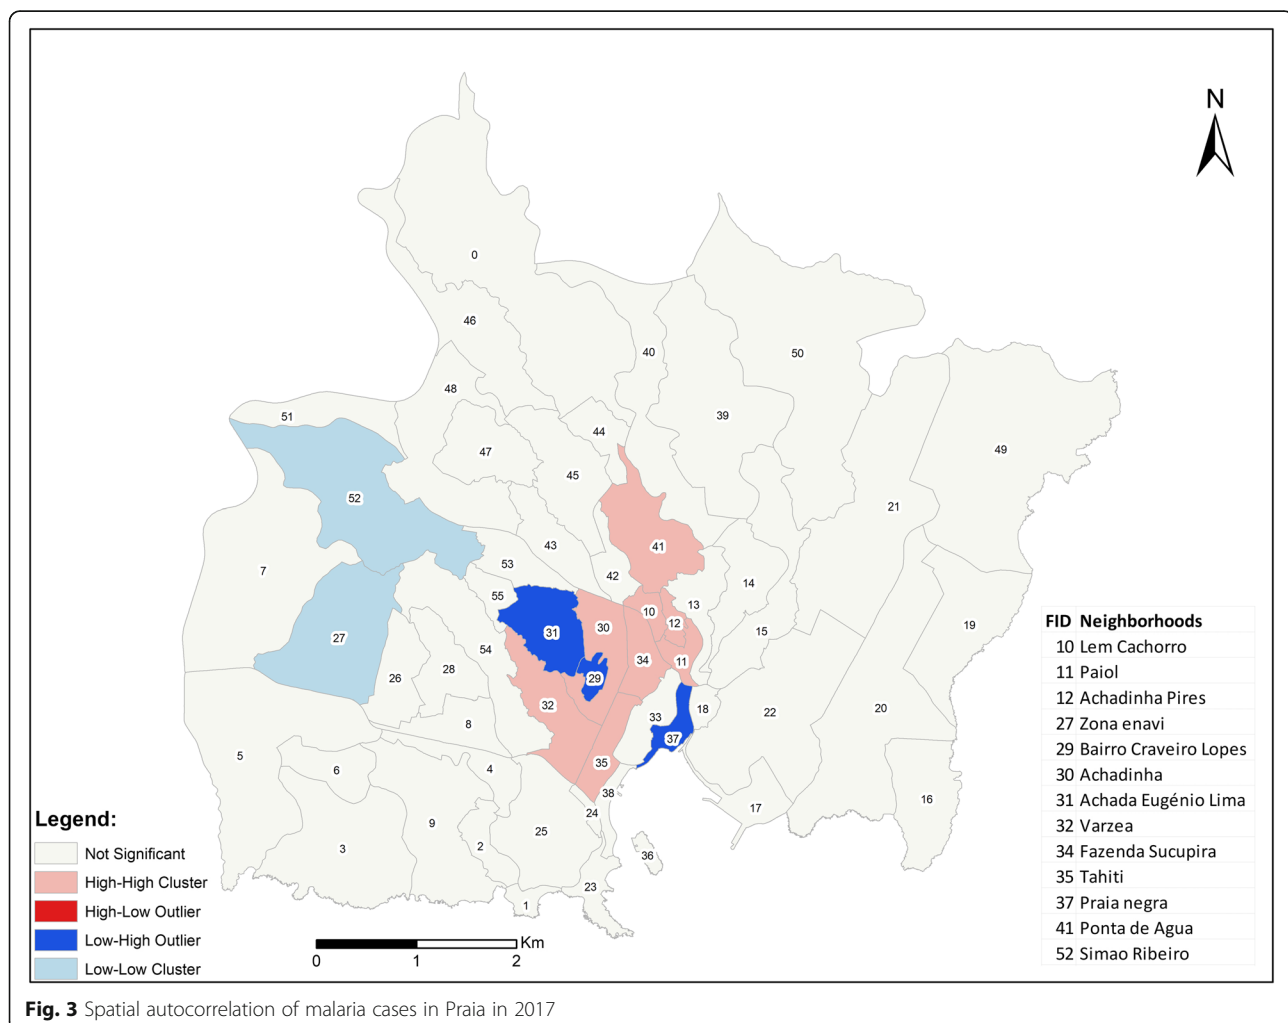 N
0
46
40
50
48
51
39
44
47
49
45
52
21
43
41
53
7
42
14
55
10
13
12
30
31
15
19
27
54
34
11
28
29
26
32
18
20
33
22
8
37
5
35
4
6
38
16
17
24
9
25
2
3
36
23
1
FID Neighborhoods
10 Lem Cachorro
11 Paiol
12 Achadinha Pires
27 Zona enavi
29 Bairro Craveiro Lopes
30 Achadinha
31 Achada Eugénio Lima
32 Varzea
34 Fazenda Sucupira
35 Tahiti
37 Praia negra
41 Ponta de Agua
52 Simao Ribeiro
Legend:
Not Significant
High-High Cluster
High-Low Outlier
Low-High Outlier
Low-Low Cluster
Km
0 1 2
Fig. 3 Spatial autocorrelation of malaria cases in Praia in 2017